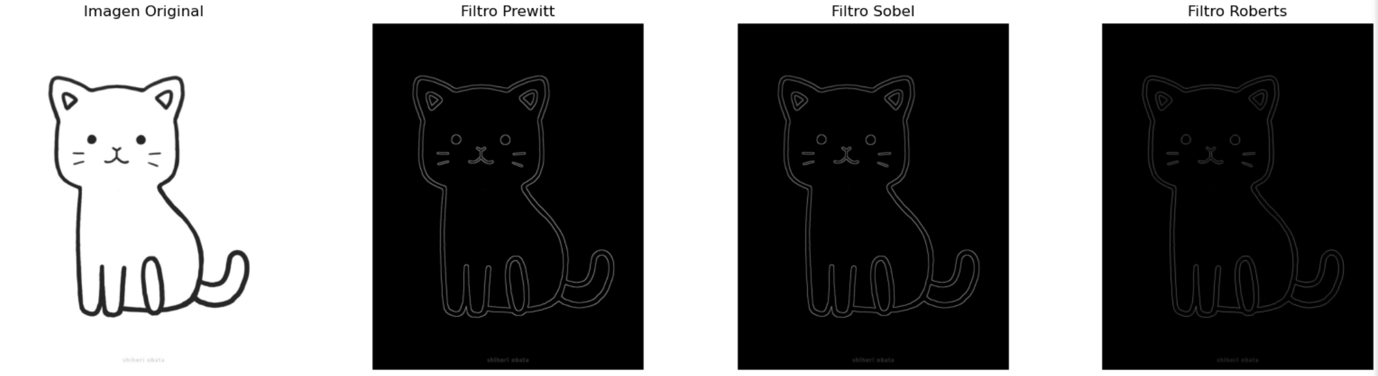 Imagen Original
Filtro Prewitt
Filtro Sobel
Filtro Roberts